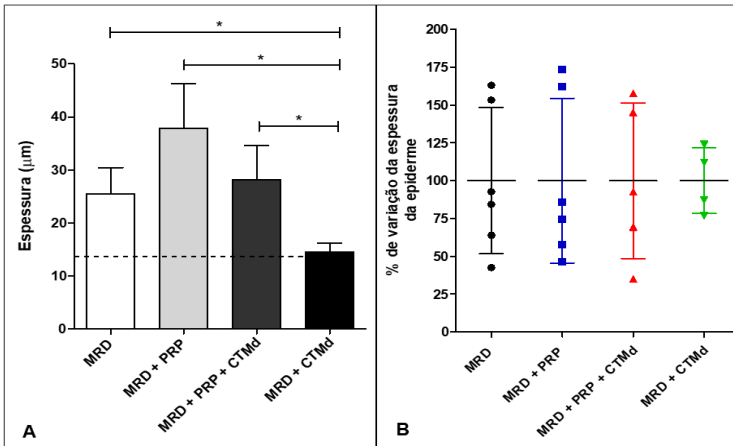 *
*
*
50
40
30
20
10
0
Espessura (μm)
MRD
MRD + PRP
MRD + PRP + CTMd
MRD + CTMd
A
200
175
150
125
100
75
50
25
0
% de variação da espessura
da epiderme
MRD
MRD + PRP
MRD + PRP + CTMd
MRD + CTMd
B